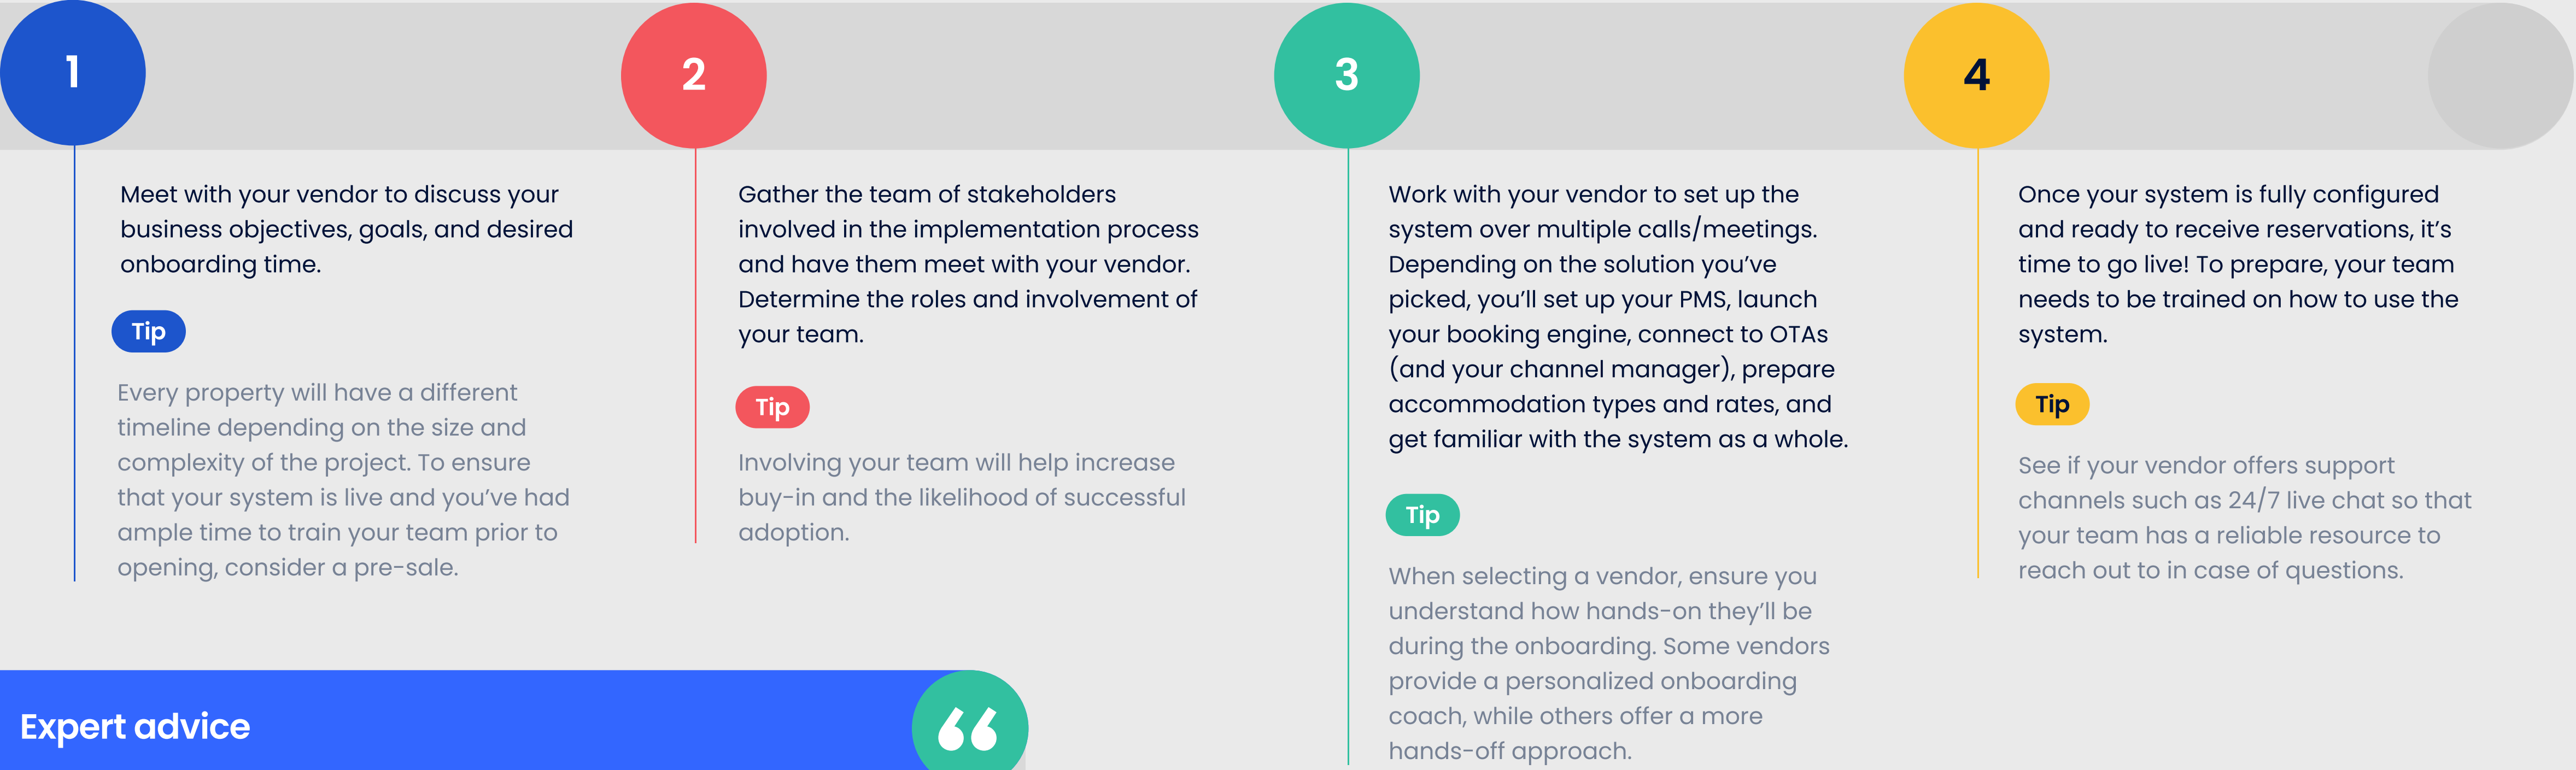 1
Meet with your vendor to discuss your
business objectives, goals, and desired
onboarding time.
Tip
Every property will have a different
timeline depending on the size and
complexity of the project. To ensure
that your system is live and you’ve had
ample time to train your team prior to
opening, consider a pre-sale.
2
Gather the team of stakeholders
involved in the implementation process
and have them meet with your vendor.
Determine the roles and involvement of
your team.
Tip
Involving your team will help increase
buy-in and the likelihood of successful
adoption.
3
Work with your vendor to set up the
system over multiple calls/meetings.
Depending on the solution you’ve
picked, you’ll set up your PMS, launch
your booking engine, connect to OTAs
(and your channel manager), prepare
accommodation types and rates, and
get familiar with the system as a whole.
Tip
When selecting a vendor, ensure you
understand how hands-on they’ll be
during the onboarding. Some vendors
provide a personalized onboarding
coach, while others offer a more
hands-off approach.
4
Once your system is fully configured
and ready to receive reservations, it’s
time to go live! To prepare, your team
needs to be trained on how to use the
system.
Tip
See if your vendor offers support
channels such as 24/7 live chat so that
your team has a reliable resource to
reach out to in case of questions.
Expert advice
“